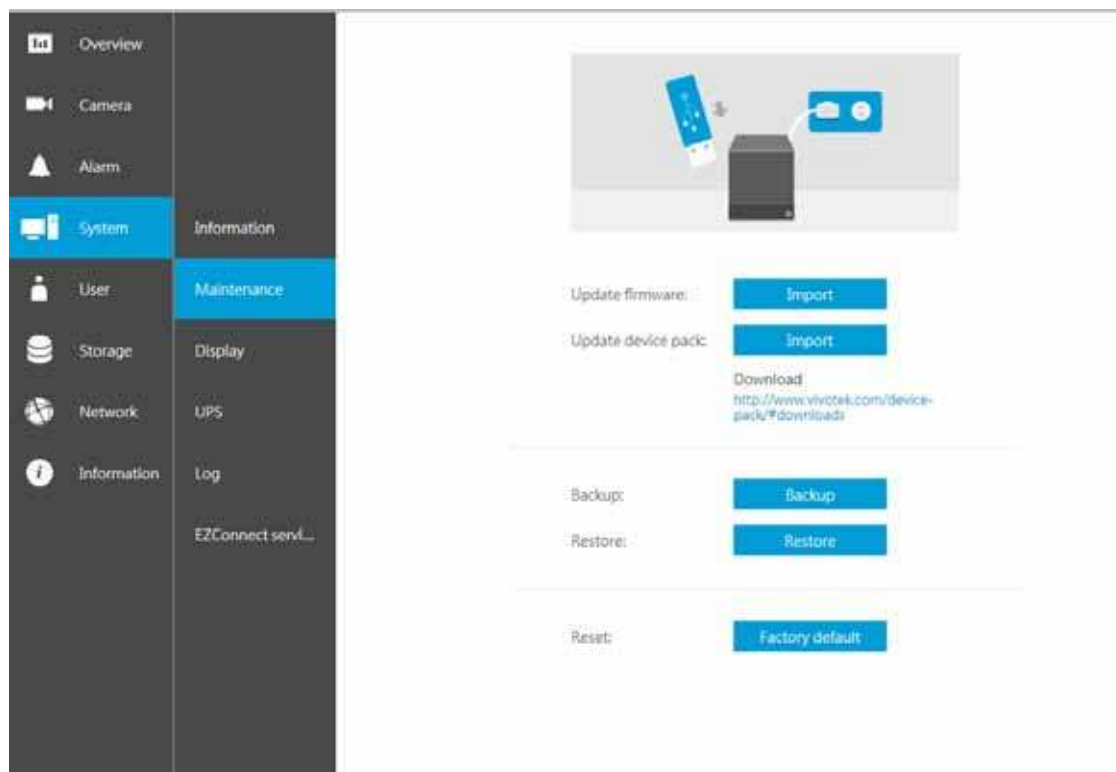 Overview
Camera
Alarm
System
User
Storage
Network
Information
Information
Maintenance
Display
UPS
Log
EZConnect servi...
Update firmware: Import
Update device pack: Import
Download
http://www.vivotek.com/device-
pack/#downloads
Backup: Backup
Restore: Restore
Reset: Factory default